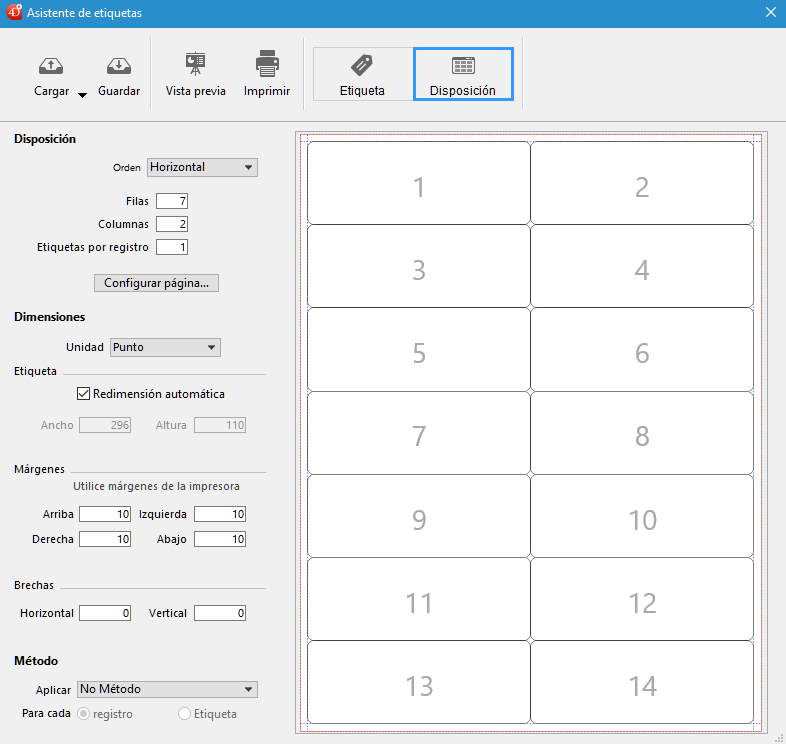 4D Asistente de etiquetas
Cargar Guardar Vista previa Imprimir Etiqueta Disposición
Disposición
Orden Horizontal
Filas 7
Columnas 2
Etiquetas por registro 1
Configurar página...
Dimensiones
Unidad Punto
Etiqueta
Redimensión automática
Ancho 296 Altura 110
Márgenes
Utilice márgenes de la impresora
Arriba 10 Izquierda 10
Derecha 10 Abajo 10
Brechas
Horizontal 0 Vertical 0
Método
Aplicar No Método
Para cada registro Etiqueta
1 2
3 4
5 6
7 8
9 10
11 12
13 14